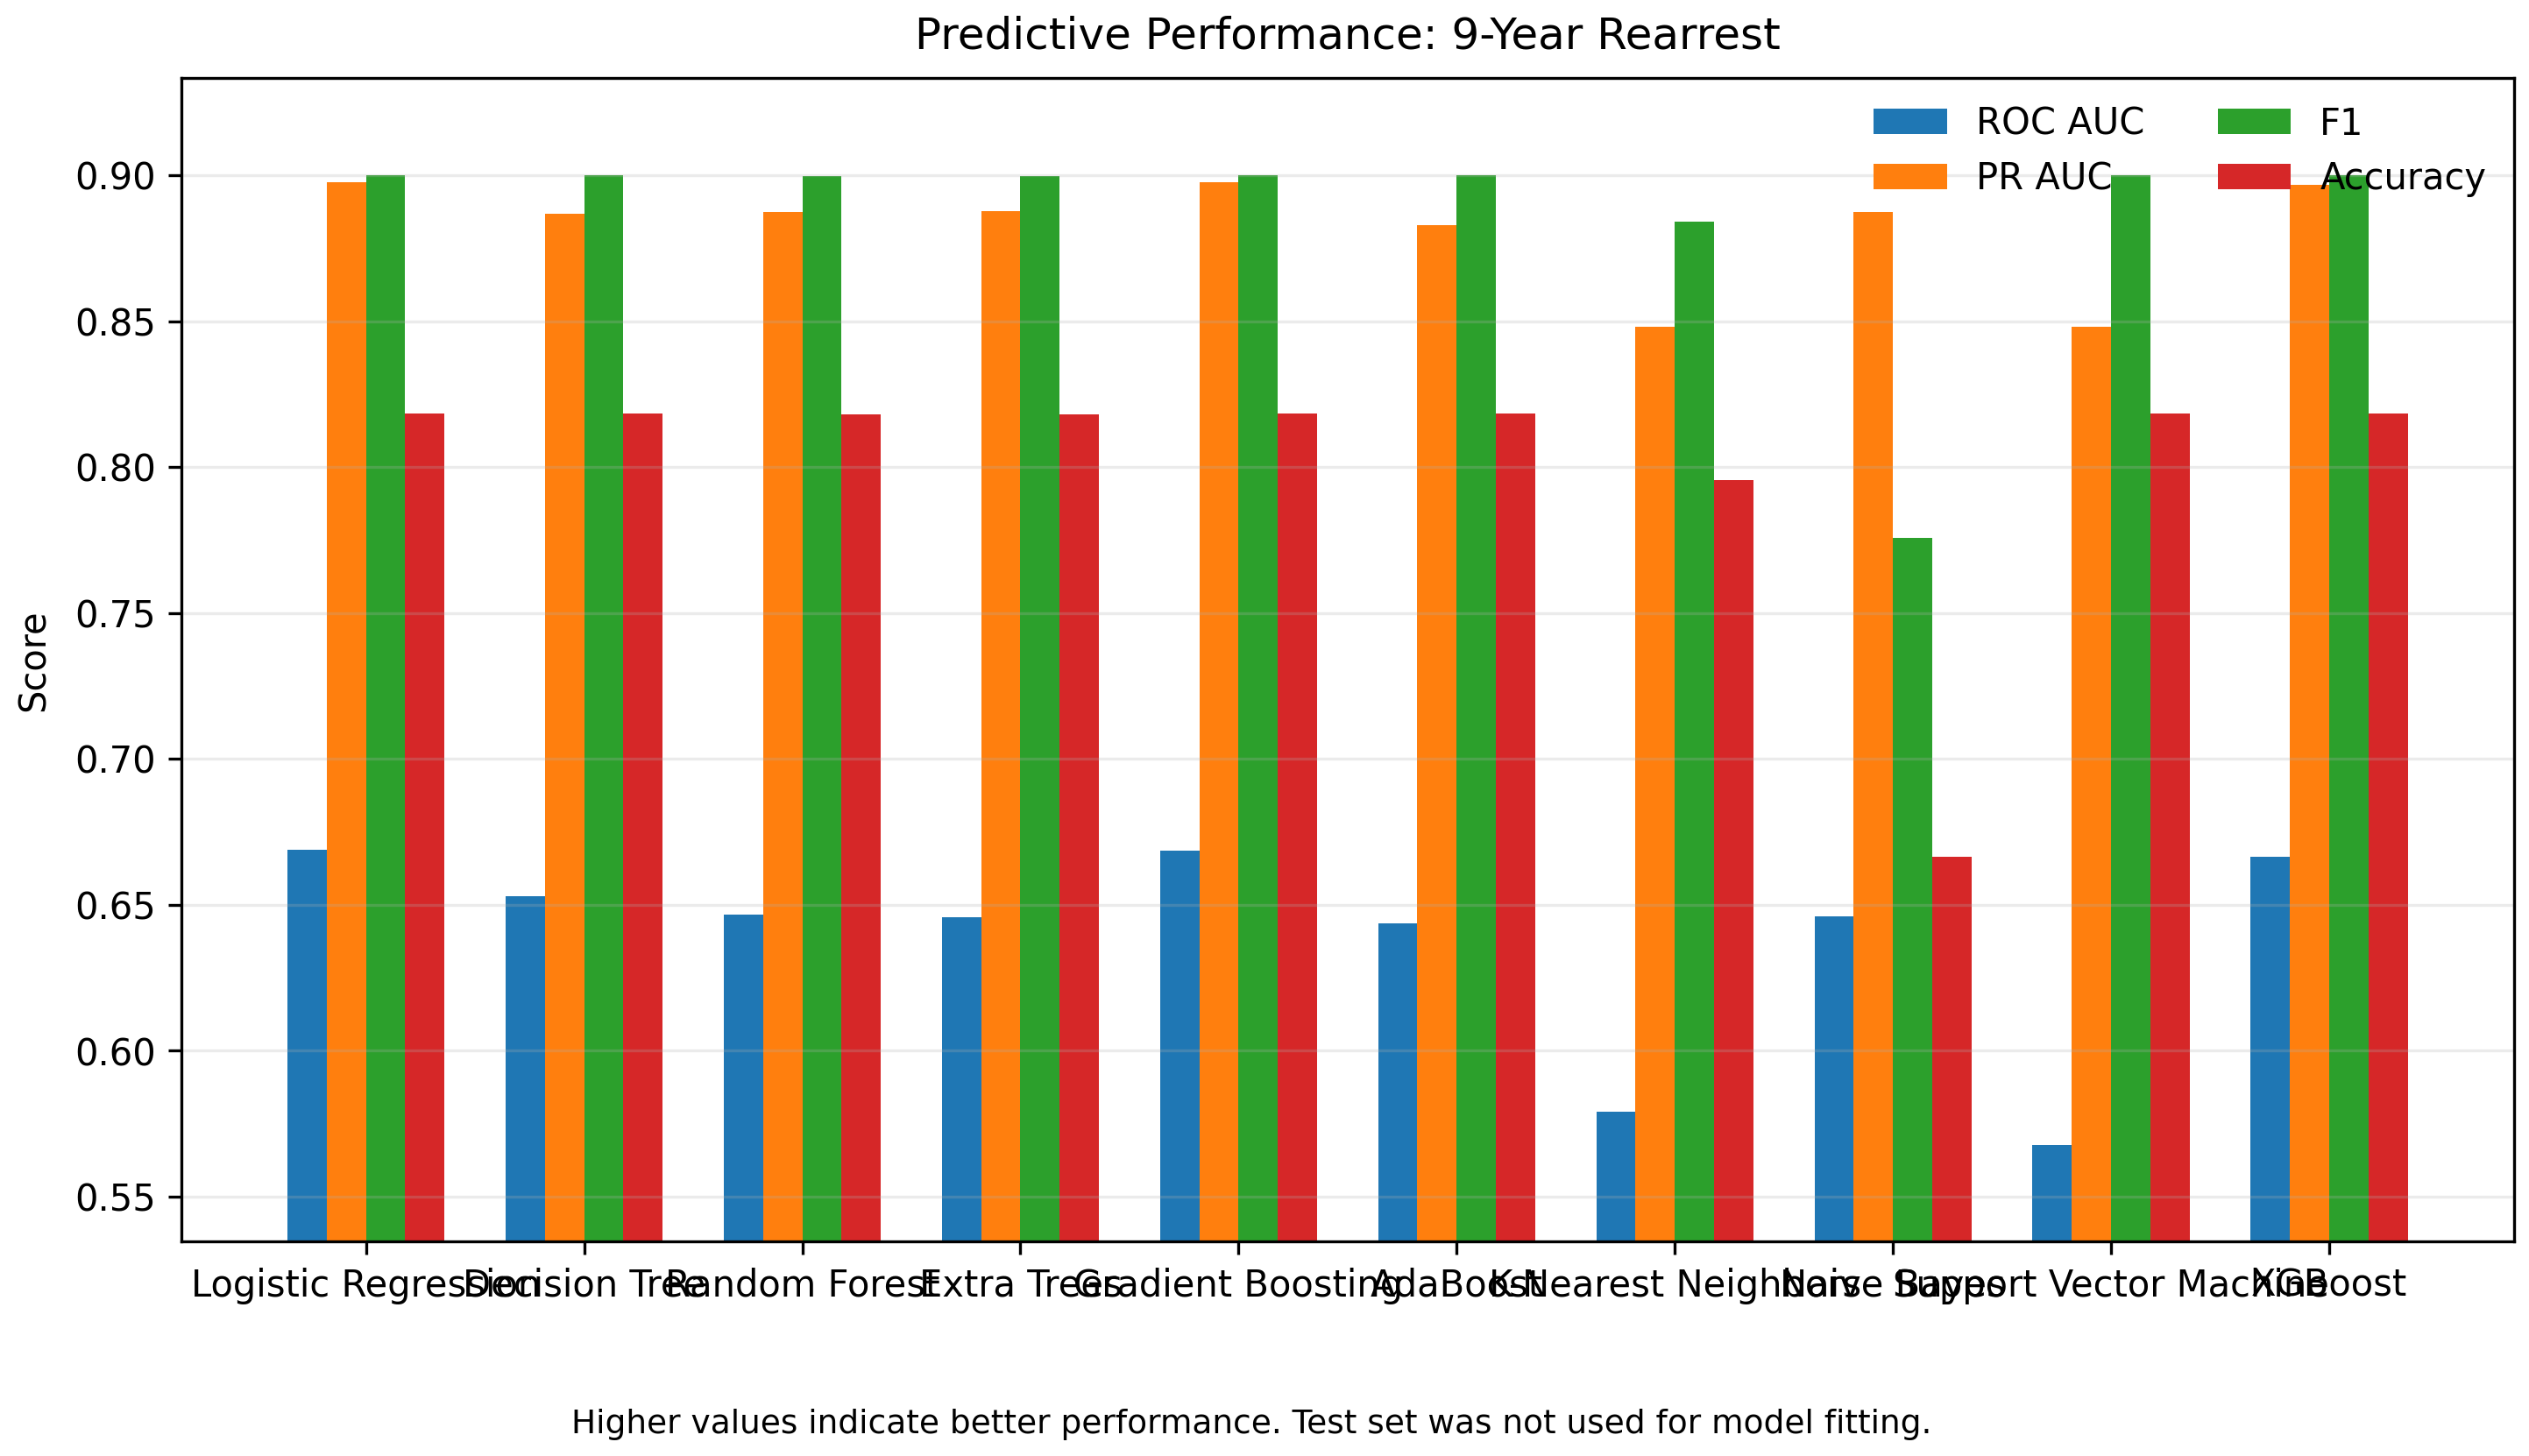 Predictive Performance: 9-Year Rearrest
ROC AUC
PR AUC
F1
Accuracy
0.90
0.85
0.80
0.75
0.70
0.65
0.60
0.55
Score
Logistic Regression
Decision Tree
Random Forest
Extra Trees
Gradient Boosting
AdaBoost
K-Nearest Neighbors
Naive Bayes
Support Vector Machine
XGBoost
Higher values indicate better performance. Test set was not used for model fitting.